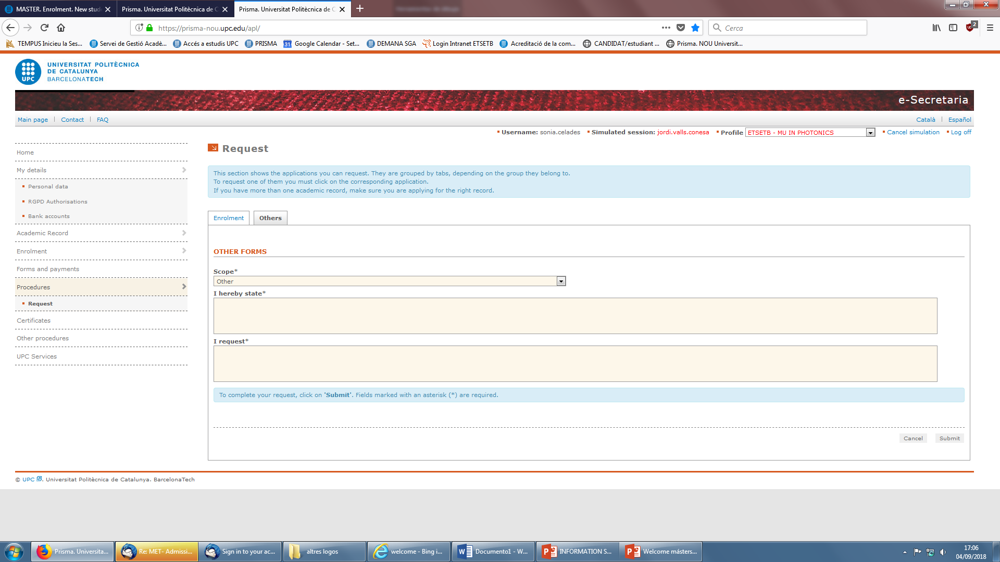 MASTER. Enrolment. New stud
Prisma. Universitat Politècnica de C
Prisma. Universitat Politècnica de C
https://prisma-nou.upc.edu/apl/
Cerca
2
TEMPUS Inicieu la Ses...
Servei de Gestió Acadè...
Accés a estudis UPC
PRISMA
31 Google Calendar - Set...
DEMANA SGA
Login Intranet ETSETB
Acreditació de la com...
CANDIDAT/estudiant ...
Prisma. NOU Universit...
UPC
UNIVERSITAT POLITÈCNICA
DE CATALUNYA
BARCELONATECH
e-Secretaria
Main page | Contact | FAQ
Català | Español
Username: sonia.celades
Simulated session: jordi.valls.conesa
Profile ETSETB - MU IN PHOTONICS
Cancel simulation
Log off
Home
My details
Personal data
RGPD Authorisations
Bank accounts
Academic Record
Enrolment
Forms and payments
Procedures
Request
Certificates
Other procedures
UPC Services
Request
This section shows the applications you can request. They are grouped by tabs, depending on the group they belong to.
To request one of them you must click on the corresponding application.
If you have more than one academic record, make sure you are applying for the right record.
Enrolment
Others
OTHER FORMS
Scope*
Other
I hereby state*
I request*
To complete your request, click on 'Submit'. Fields marked with an asterisk (*) are required.
Cancel
Submit
© UPC. Universitat Politècnica de Catalunya. BarcelonaTech
Prisma. Universita...
Re: MET- Admissi...
Sign in to your ac...
altres logos
welcome - Bing i...
Documento1 - W...
INFORMATION S...
Welcome másters...
17:06
04/09/2018